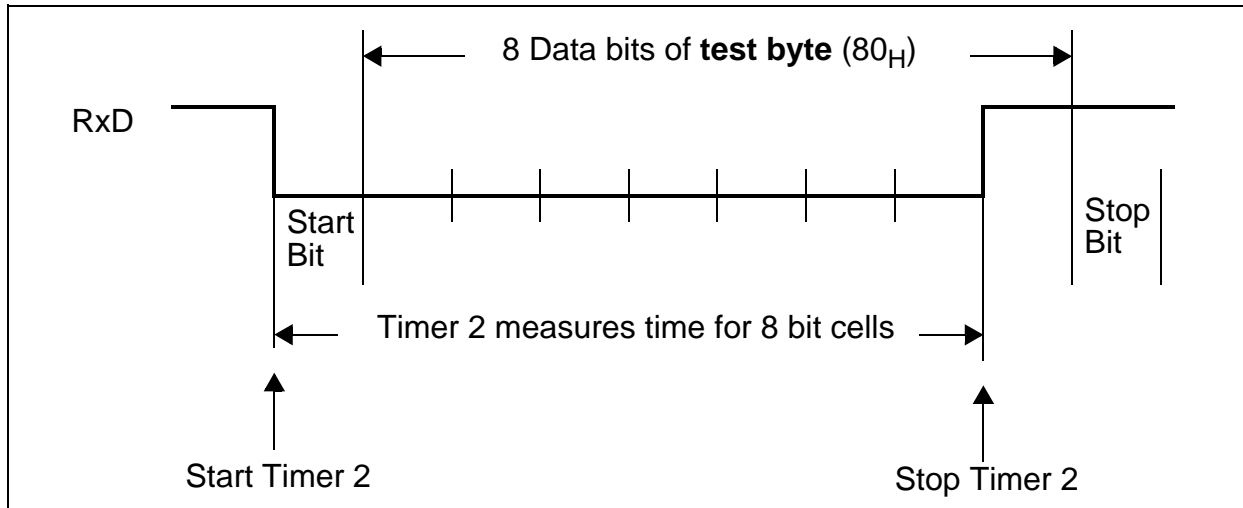 8 Data bits of test byte (80H)
RxD
Start
Bit
Stop
Bit
Timer 2 measures time for 8 bit cells
Start Timer 2
Stop Timer 2